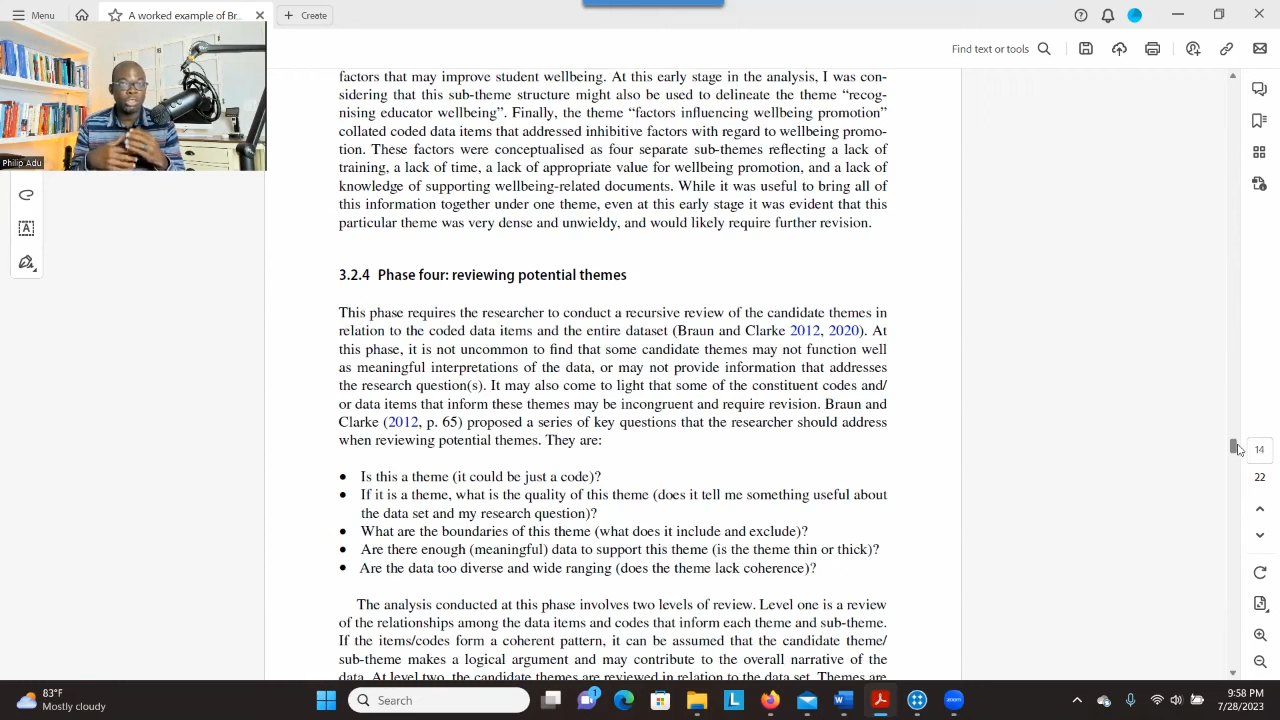 Menu
A worked example of Br...
Create
Find text or tools
Philip Adu
factors that may improve student wellbeing. At this early stage in the analysis, I was con-
sidering that this sub-theme structure might also be used to delineate the theme “recog-
nising educator wellbeing”. Finally, the theme “factors influencing wellbeing promotion”
collated coded data items that addressed inhibitive factors with regard to wellbeing promo-
tion. These factors were conceptualised as four separate sub-themes reflecting a lack of
training, a lack of time, a lack of appropriate value for wellbeing promotion, and a lack of
knowledge of supporting wellbeing-related documents. While it was useful to bring all of
this information together under one theme, even at this early stage it was evident that this
particular theme was very dense and unwieldy, and would likely require further revision.
3.2.4 Phase four: reviewing potential themes
This phase requires the researcher to conduct a recursive review of the candidate themes in
relation to the coded data items and the entire dataset (Braun and Clarke 2012, 2020). At
this phase, it is not uncommon to find that some candidate themes may not function well
as meaningful interpretations of the data, or may not provide information that addresses
the research question(s). It may also come to light that some of the constituent codes and/
or data items that inform these themes may be incongruent and require revision. Braun and
Clarke (2012, p. 65) proposed a series of key questions that the researcher should address
when reviewing potential themes. They are:
• Is this a theme (it could be just a code)?
• If it is a theme, what is the quality of this theme (does it tell me something useful about
the data set and my research question)?
• What are the boundaries of this theme (what does it include and exclude)?
• Are there enough (meaningful) data to support this theme (is the theme thin or thick)?
• Are the data too diverse and wide ranging (does the theme lack coherence)?
The analysis conducted at this phase involves two levels of review. Level one is a review
of the relationships among the data items and codes that inform each theme and sub-theme.
If the items/codes form a coherent pattern, it can be assumed that the candidate theme/
sub-theme makes a logical argument and may contribute to the overall narrative of the
data. At level two, the candidate themes are reviewed in relation to the data set. Themes are
14
22
83°F
Mostly cloudy
Search
1
L
zoom
9:58 PM
7/28/2023